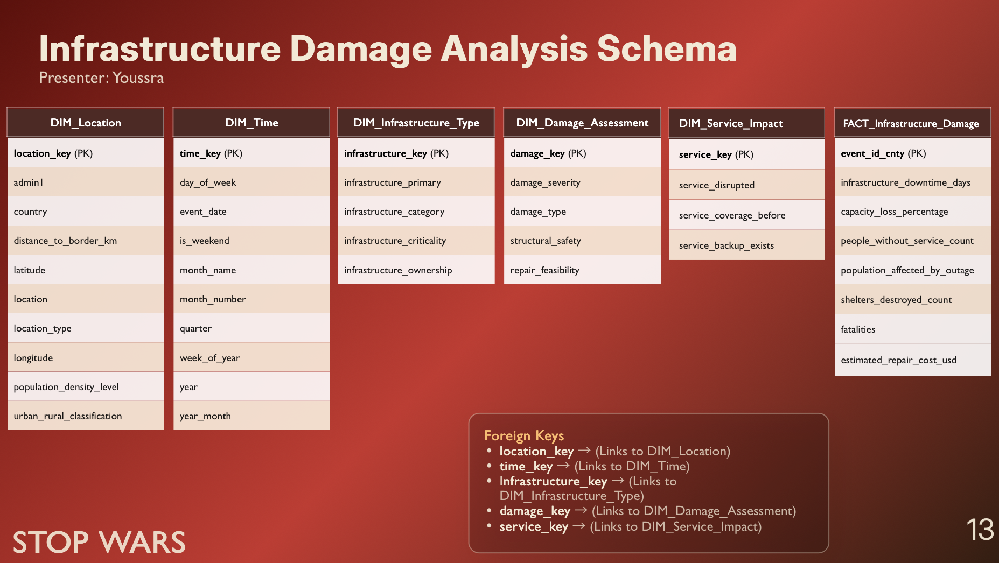 Infrastructure Damage Analysis Schema
Presenter: Youssra
DIM_Location
location_key (PK)
admin1
country
distance_to_border_km
latitude
location
location_type
longitude
population_density_level
urban_rural_classification
DIM_Time
time_key (PK)
day_of_week
event_date
is_weekend
month_name
month_number
quarter
week_of_year
year
year_month
DIM_Infrastructure_Type
infrastructure_key (PK)
infrastructure_primary
infrastructure_category
infrastructure_criticality
infrastructure_ownership
DIM_Damage_Assessment
damage_key (PK)
damage_severity
damage_type
structural_safety
repair_feasibility
DIM_Service_Impact
service_key (PK)
service_disrupted
service_coverage_before
service_backup_exists
FACT_Infrastructure_Damage
event_id_cnty (PK)
infrastructure_downtime_days
capacity_loss_percentage
people_without_service_count
population_affected_by_outage
shelters_destroyed_count
fatalities
estimated_repair_cost_usd
Foreign Keys
• location_key → (Links to DIM_Location)
• time_key → (Links to DIM_Time)
• Infrastructure_key → (Links to
DIM_Infrastructure_Type)
• damage_key → (Links to DIM_Damage_Assessment)
• service_key → (Links to DIM_Service_Impact)
STOP WARS
13